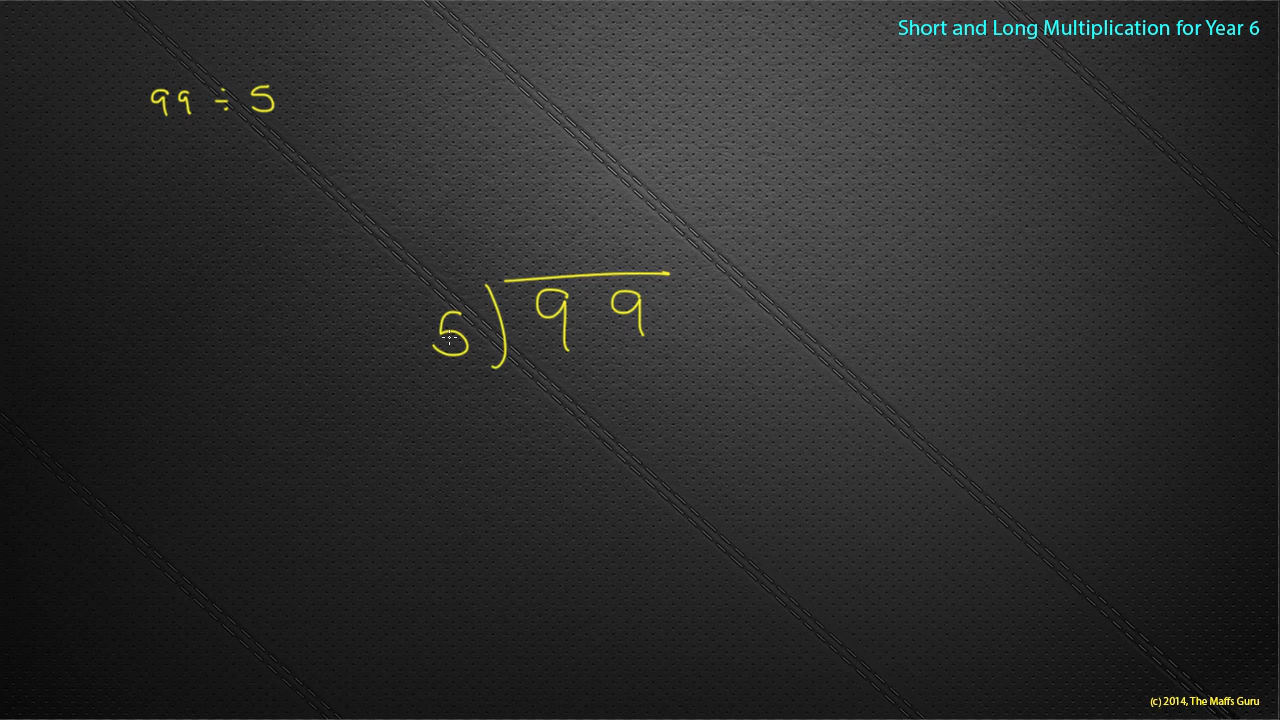 Short and Long Multiplication for Year 6
99 ÷ 5
5) 99
(c) 2014, The Maffs Guru